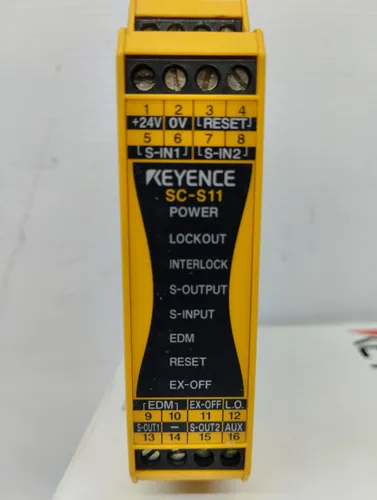 1 2 3 4
+24V 0V RESET
5 6 7 8
S-IN1 S-IN2
KEYENCE
SC-S11
POWER
LOCKOUT
INTERLOCK
S-OUTPUT
S-INPUT
EDM
RESET
EX-OFF
EDM EX-OFF L.O.
9 10 11 12
S-OUT1 — S-OUT2 AUX
13 14 15 16